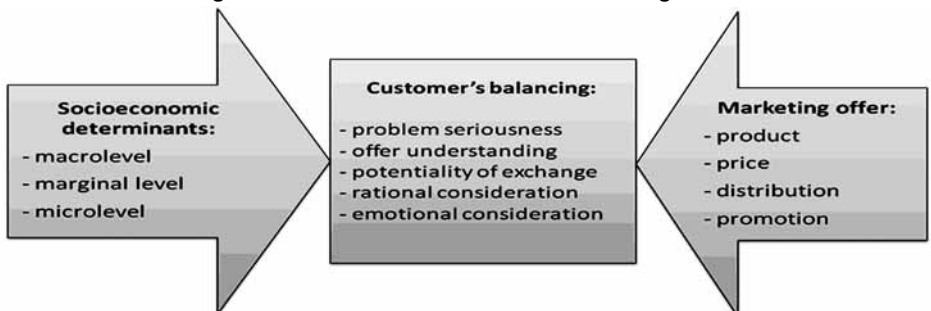 Socioeconomic
determinants:
- macrolevel
- marginal level
- microlevel
Customer's balancing:
- problem seriousness
- offer understanding
- potentiality of exchange
- rational consideration
- emotional consideration
Marketing offer:
- product
- price
- distribution
- promotion